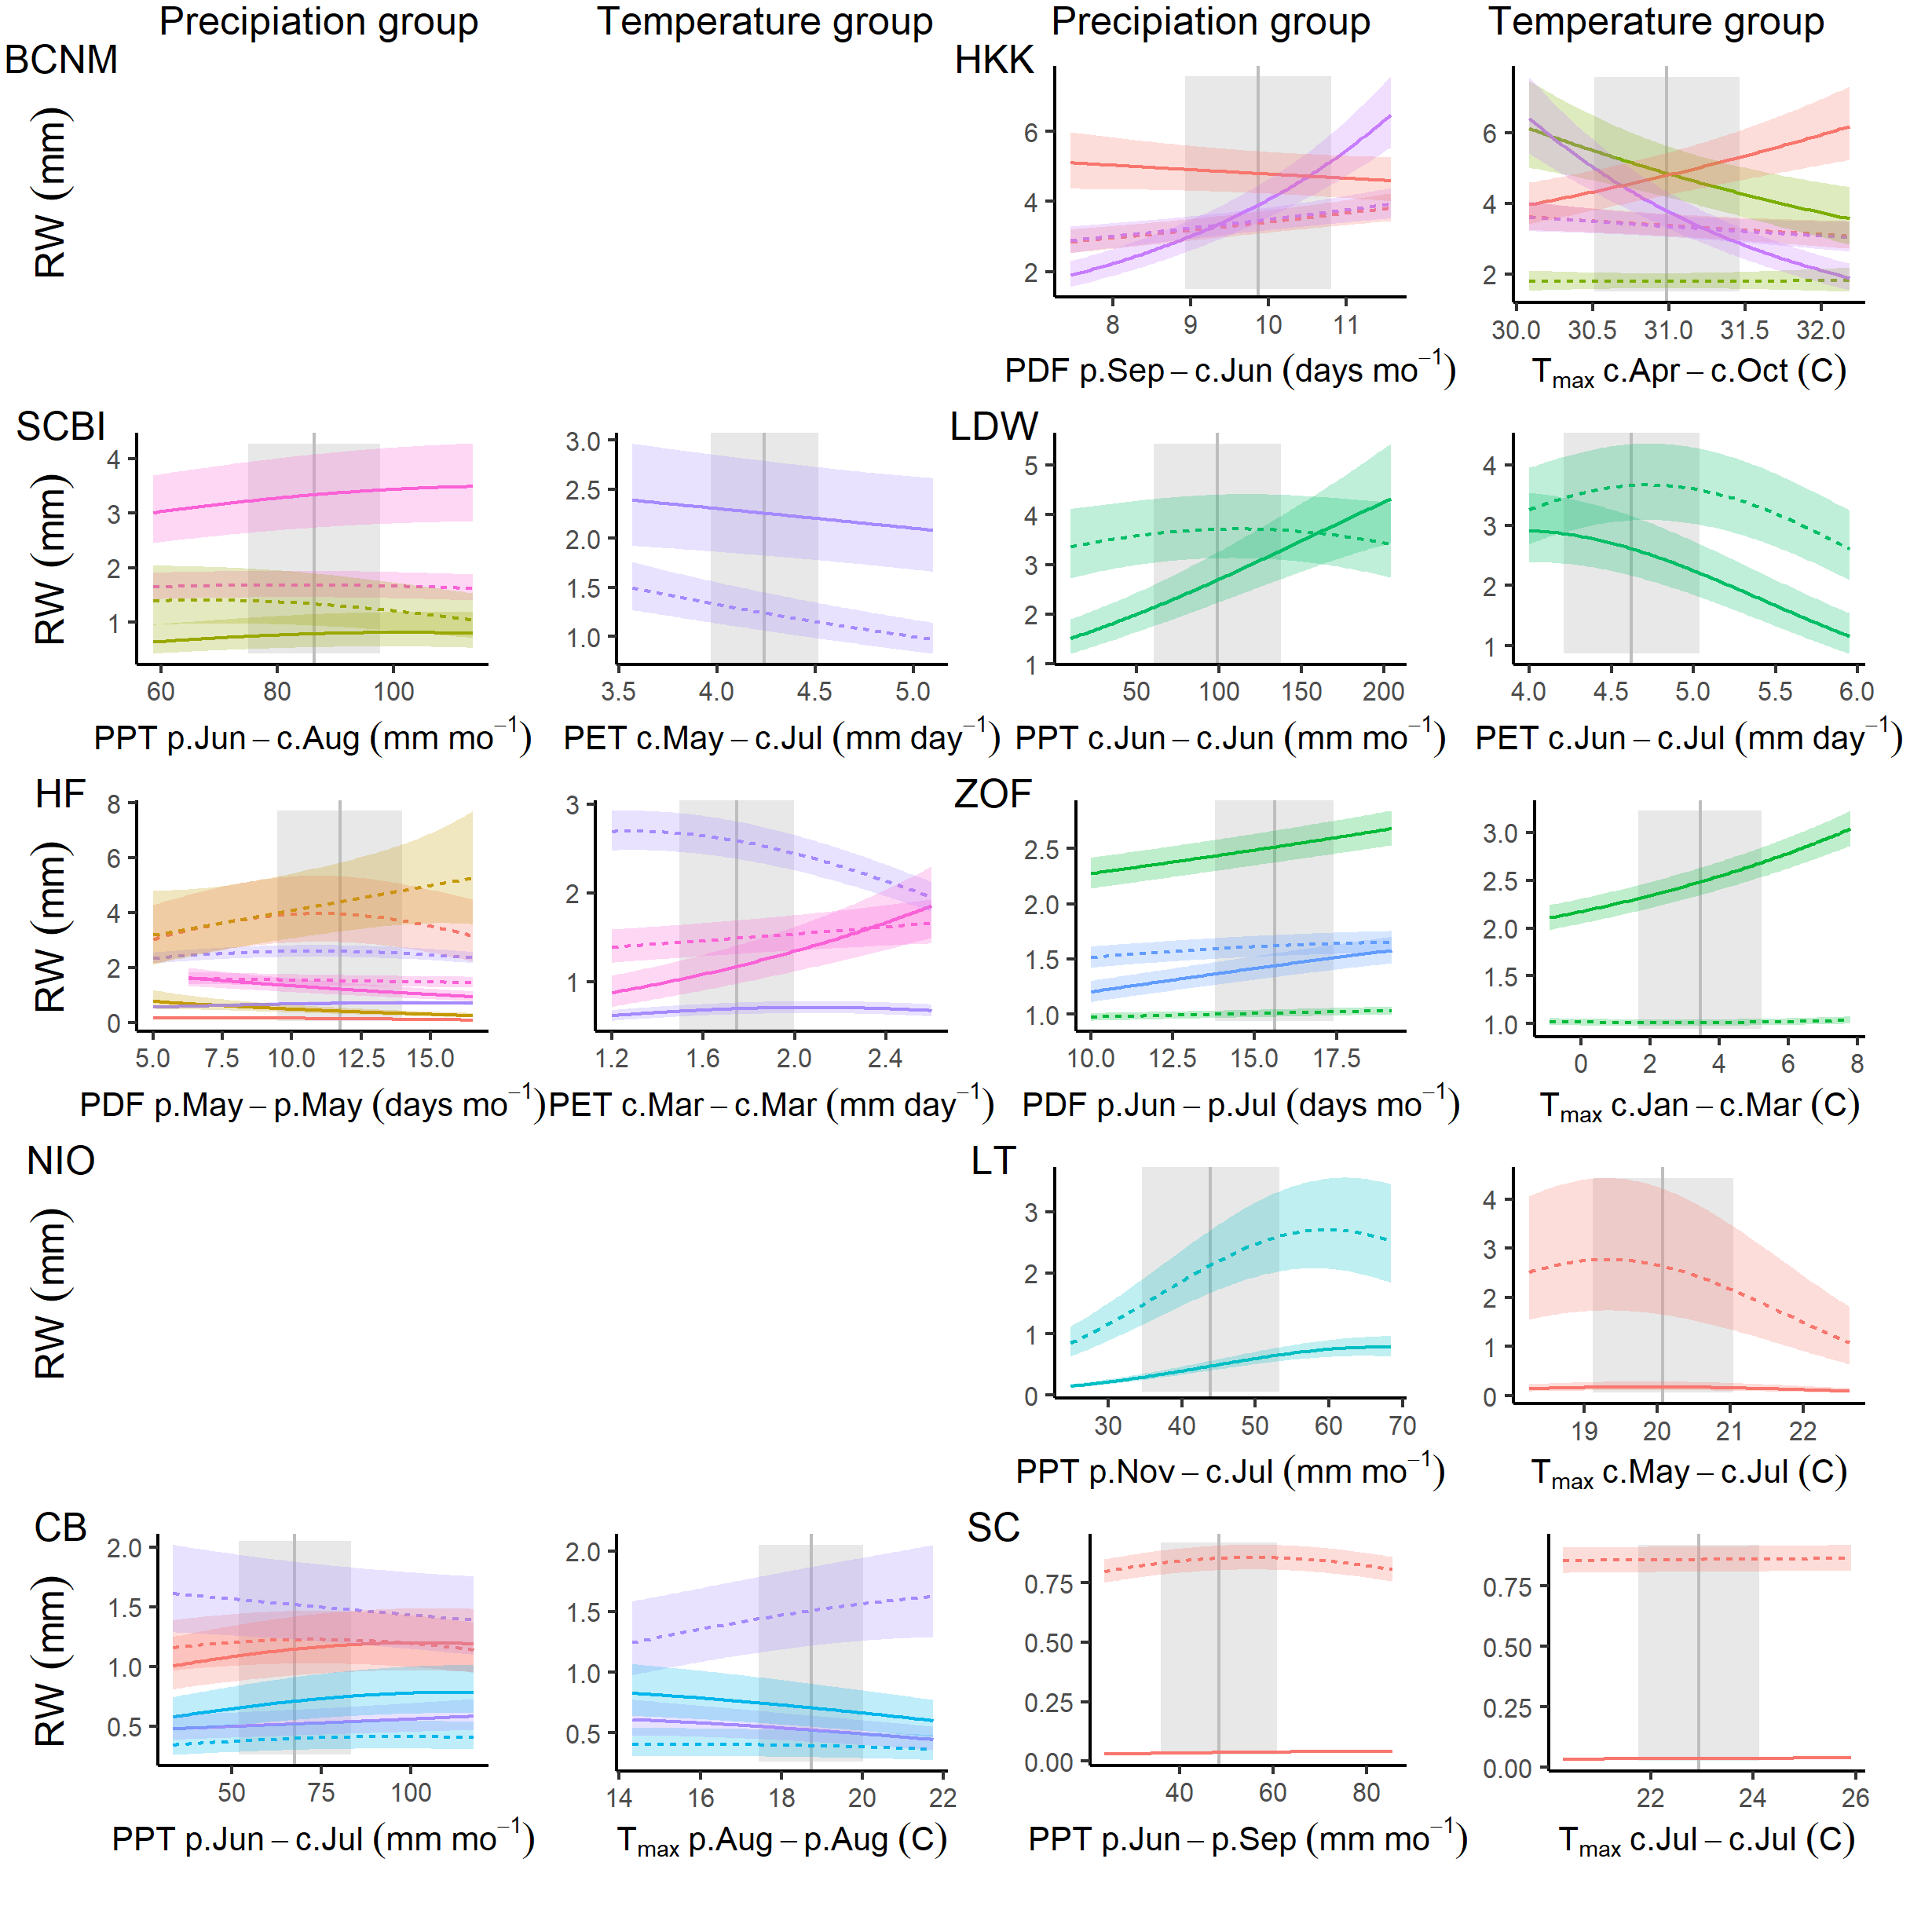 Precipiation group Temperature group Precipiation group Temperature group
BCNM
RW (mm)
HKK
6
4
2
8 9 10 11
PDF p.Sep – c.Jun (days mo⁻¹)
6
4
2
30.0 30.5 31.0 31.5 32.0
Tmax c.Apr – c.Oct (C)
SCBI
RW (mm)
4
3
2
1
60 80 100
PPT p.Jun – c.Aug (mm mo⁻¹)
3.0
2.5
2.0
1.5
1.0
3.5 4.0 4.5 5.0
PET c.May – c.Jul (mm day⁻¹)
LDW
5
4
3
2
1
50 100 150 200
PPT c.Jun – c.Jun (mm mo⁻¹)
4
3
2
1
4.0 4.5 5.0 5.5 6.0
PET c.Jun – c.Jul (mm day⁻¹)
HF
RW (mm)
8
6
4
2
0
5.0 7.5 10.0 12.5 15.0
PDF p.May – p.May (days mo⁻¹)
3
2
1
1.2 1.6 2.0 2.4
PET c.Mar – c.Mar (mm day⁻¹)
ZOF
2.5
2.0
1.5
1.0
10.0 12.5 15.0 17.5
PDF p.Jun – p.Jul (days mo⁻¹)
3.0
2.5
2.0
1.5
1.0
0 2 4 6 8
Tmax c.Jan – c.Mar (C)
NIO
RW (mm)
LT
3
2
1
0
30 40 50 60 70
PPT p.Nov – c.Jul (mm mo⁻¹)
4
3
2
1
0
19 20 21 22
Tmax c.May – c.Jul (C)
CB
RW (mm)
2.0
1.5
1.0
0.5
50 75 100
PPT p.Jun – c.Jul (mm mo⁻¹)
2.0
1.5
1.0
0.5
14 16 18 20 22
Tmax p.Aug – p.Aug (C)
SC
0.75
0.50
0.25
0.00
40 60 80
PPT p.Jun – p.Sep (mm mo⁻¹)
0.75
0.50
0.25
0.00
22 24 26
Tmax c.Jul – c.Jul (C)